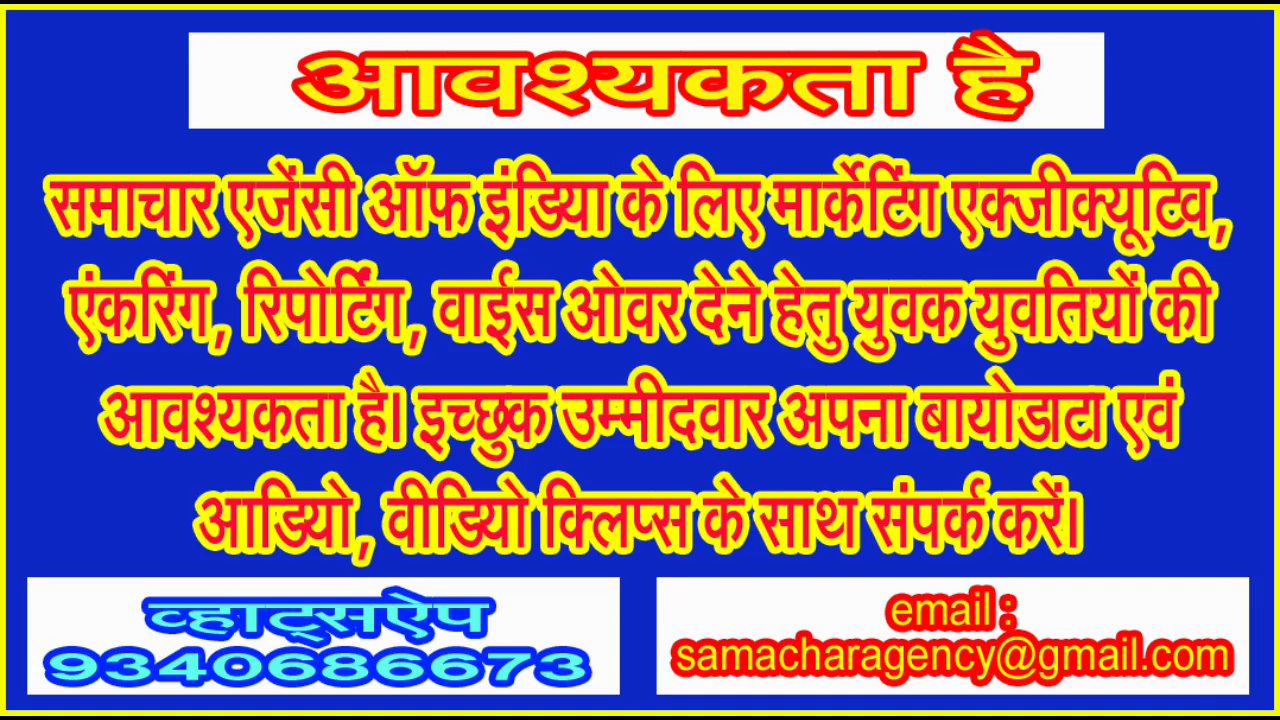 आवश्यकता है
समाचार एजेंसी ऑफ इंडिया के लिए मार्केटिंग एक्जीक्यूटिव,
एंकरिंग, रिपोर्टिंग, वाईस ओवर देने हेतु युवक युवतियों की
आवश्यकता है। इच्छुक उम्मीदवार अपना बायोडाटा एवं
आडियो, वीडियो क्लिप्स के साथ संपर्क करें।
व्हाट्सऐप
9340686673
email :
samacharagency@gmail.com